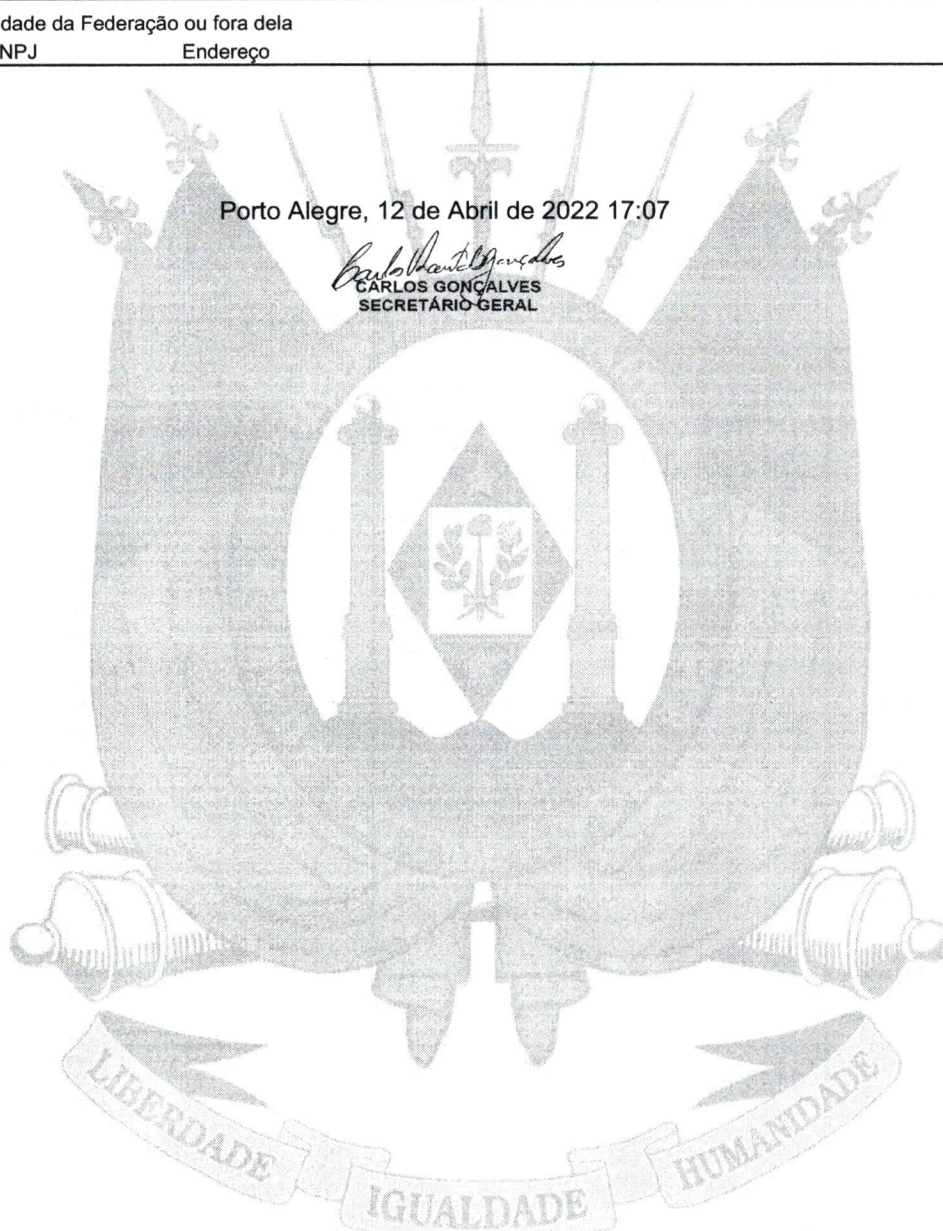 dade da Federação ou fora dela
NPJ Endereço
Porto Alegre, 12 de Abril de 2022 17:07
CARLOS GONÇALVES
SECRETÁRIO GERAL
LIBERDADE
IGUALDADE
HUMANIDADE